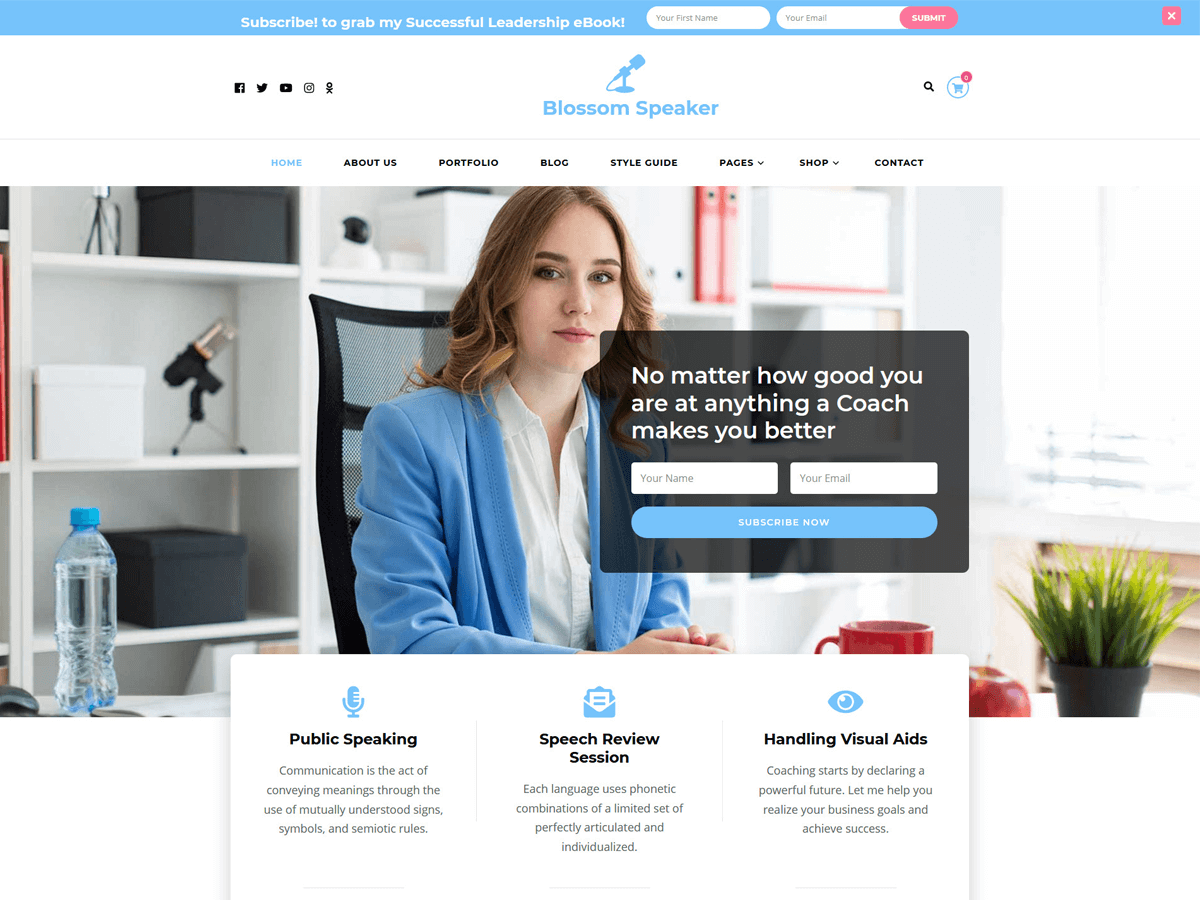 Subscribe! to grab my Successful Leadership eBook!
Your First Name
Your Email
SUBMIT
0
Blossom Speaker
HOME
ABOUT US
PORTFOLIO
BLOG
STYLE GUIDE
PAGES
SHOP
CONTACT
No matter how good you
are at anything a Coach
makes you better
Your Name
Your Email
SUBSCRIBE NOW
Public Speaking
Communication is the act of
conveying meanings through the
use of mutually understood signs,
symbols, and semiotic rules.
Speech Review
Session
Each language uses phonetic
combinations of a limited set of
perfectly articulated and
individualized.
Handling Visual Aids
Coaching starts by declaring a
powerful future. Let me help you
realize your business goals and
achieve success.